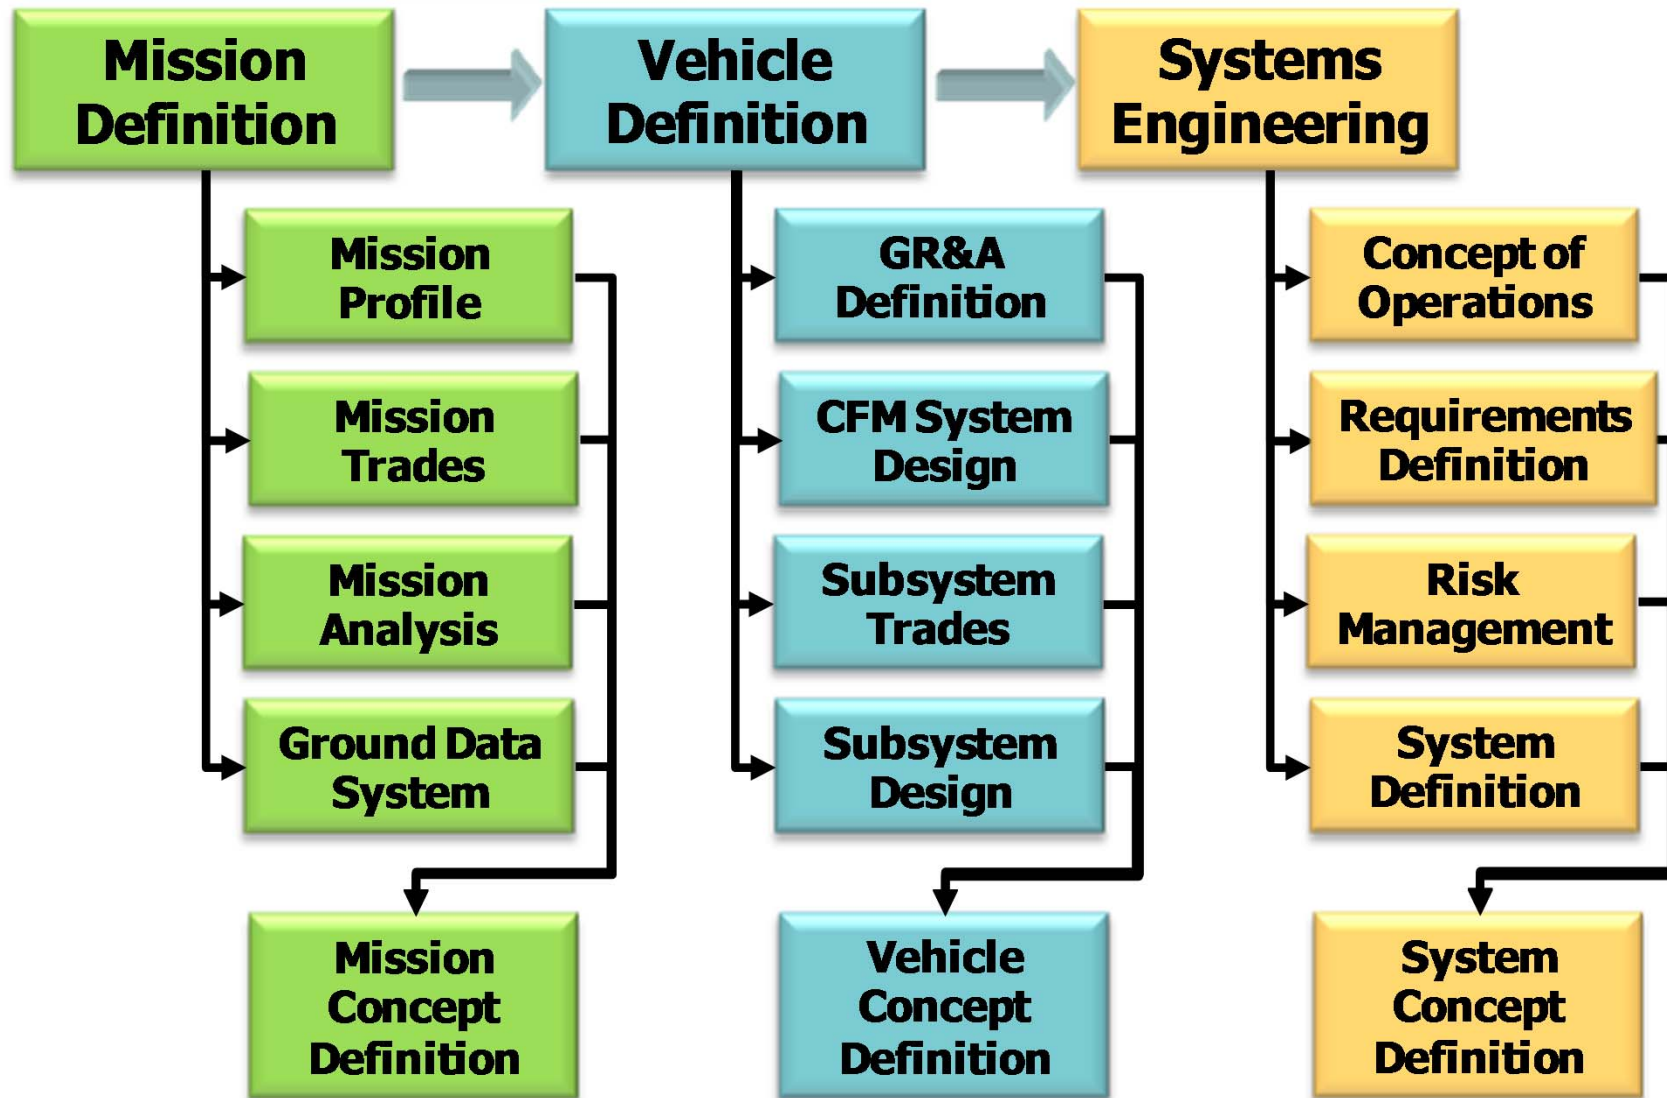 Mission
Definition
Vehicle
Definition
Systems
Engineering
Mission
Profile
Mission
Trades
Mission
Analysis
Ground Data
System
Mission
Concept
Definition
GR&A
Definition
CFM System
Design
Subsystem
Trades
Subsystem
Design
Vehicle
Concept
Definition
Concept of
Operations
Requirements
Definition
Risk
Management
System
Definition
System
Concept
Definition